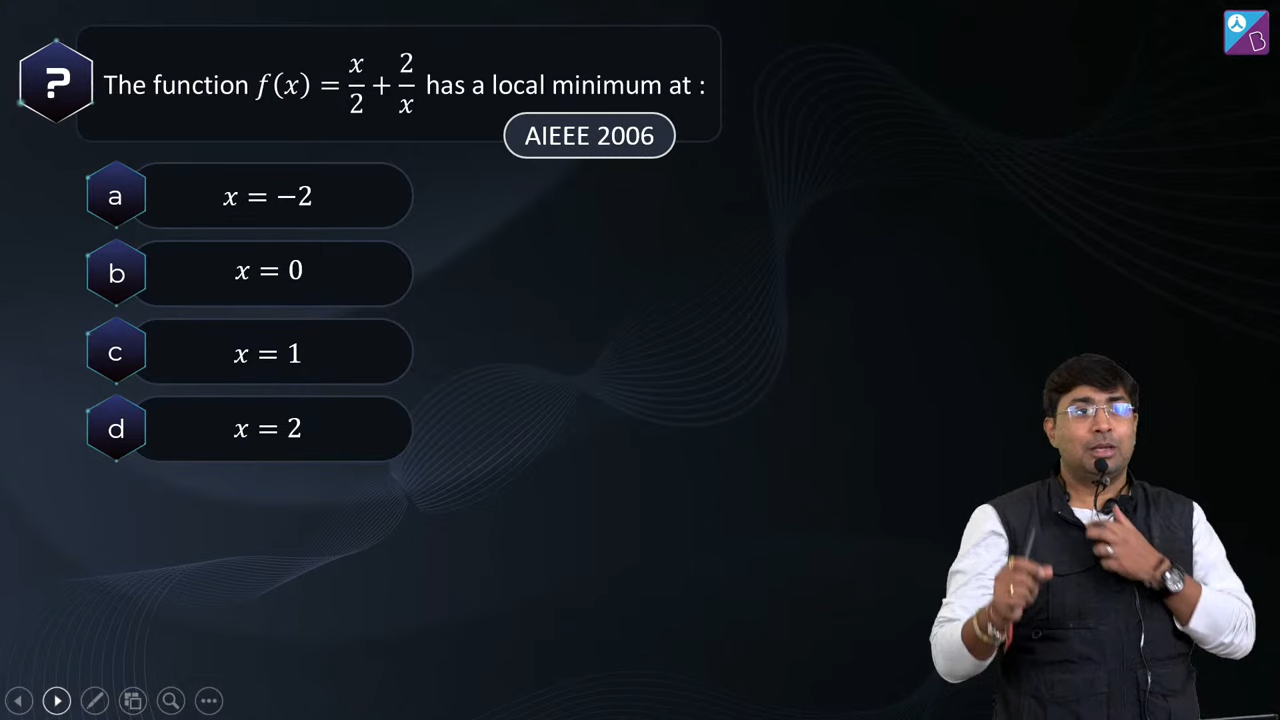 ?
The function f(x) = x/2 + 2/x has a local minimum at :
AIEEE 2006
a x = −2
b x = 0
c x = 1
d x = 2
B